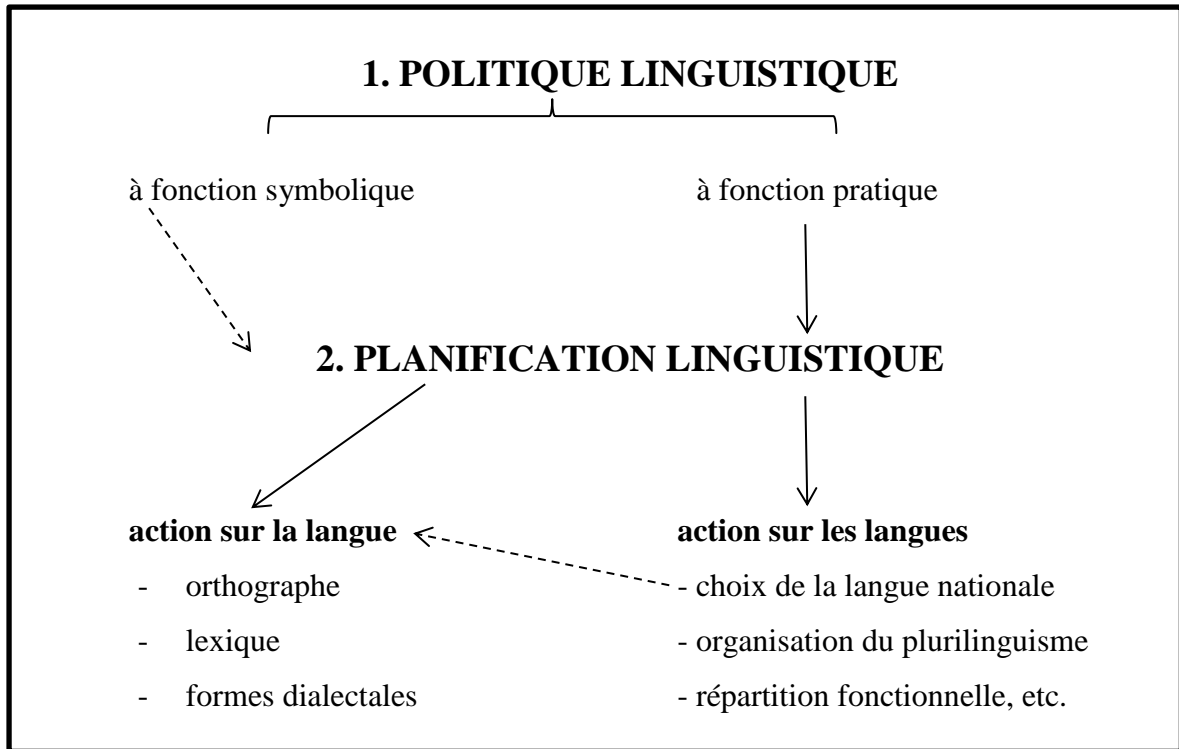 1. POLITIQUE LINGUISTIQUE
à fonction symbolique
à fonction pratique
2. PLANIFICATION LINGUISTIQUE
action sur la langue
- orthographe
- lexique
- formes dialectales
action sur les langues
- choix de la langue nationale
- organisation du plurilinguisme
- répartition fonctionnelle, etc.